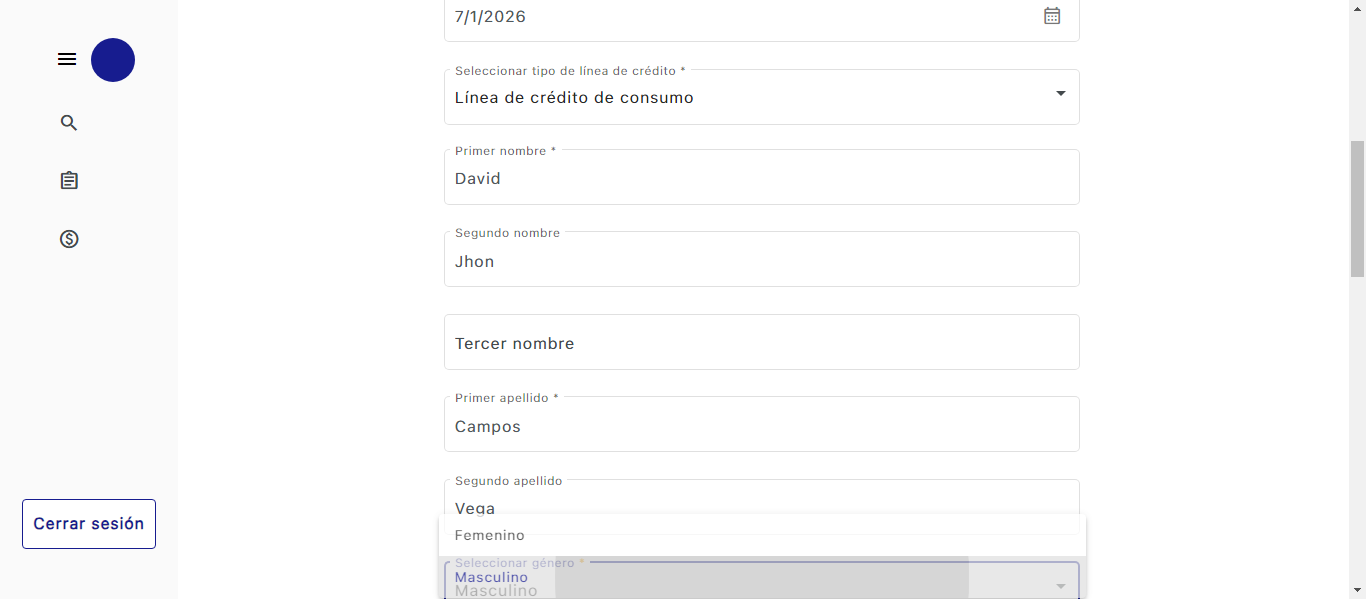 7/1/2026
Seleccionar tipo de línea de crédito *
Línea de crédito de consumo
Primer nombre *
David
Segundo nombre
Jhon
Tercer nombre
Primer apellido *
Campos
Segundo apellido
Vega
Femenino
Seleccionar género *
Masculino
Masculino
Cerrar sesión